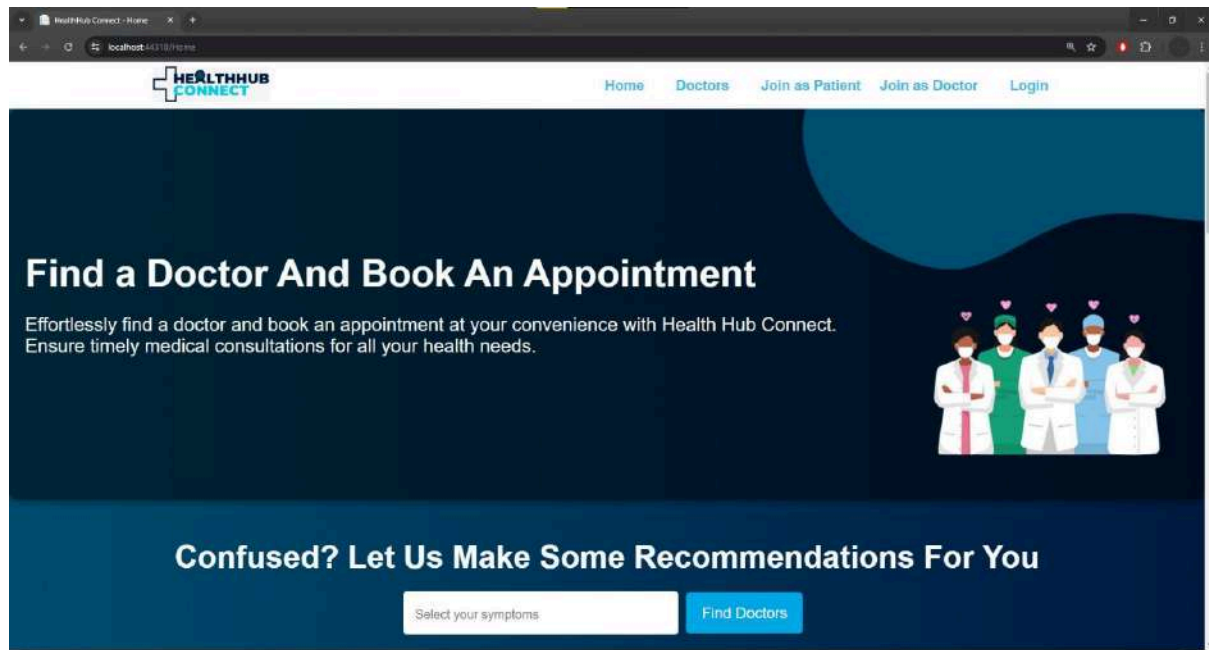 HealthHub Connect - Home
localhost:44318/Home
HEALTHHUB
CONNECT
Home Doctors Join as Patient Join as Doctor Login
Find a Doctor And Book An Appointment
Effortlessly find a doctor and book an appointment at your convenience with Health Hub Connect.
Ensure timely medical consultations for all your health needs.
Confused? Let Us Make Some Recommendations For You
Select your symptoms Find Doctors